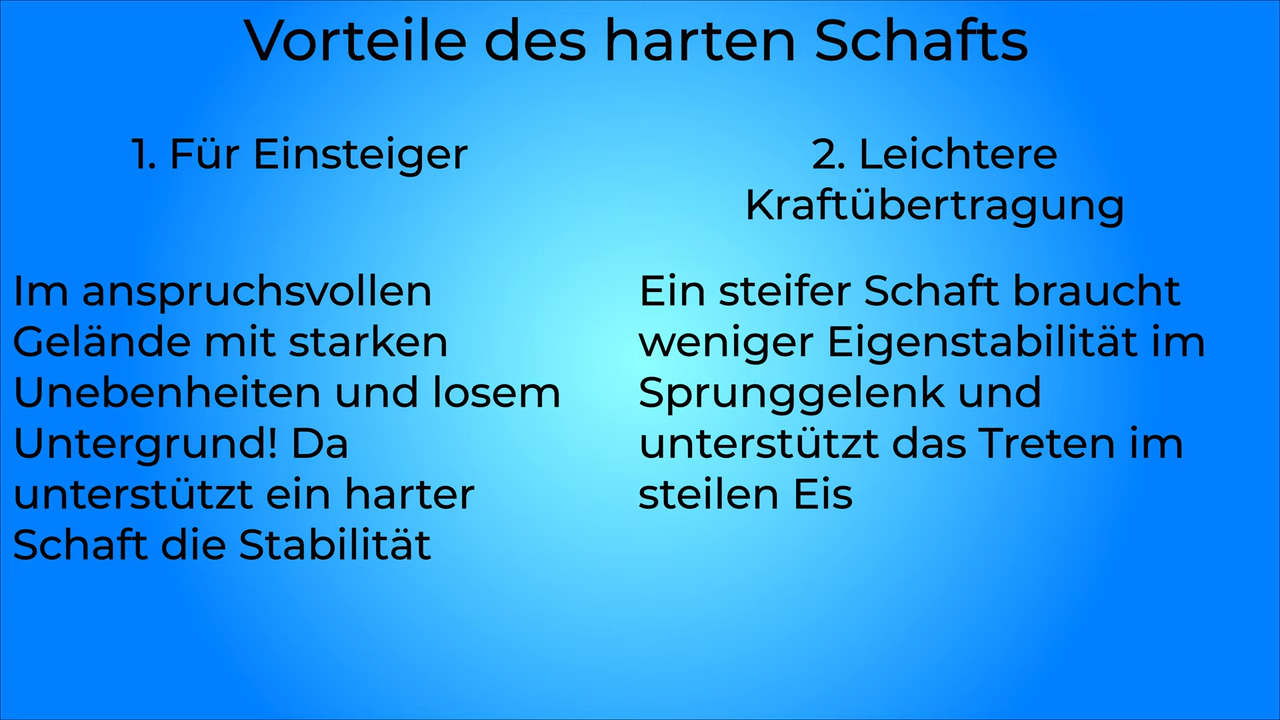 Vorteile des harten Schafts
1. Für Einsteiger
Im anspruchsvollen
Gelände mit starken
Unebenheiten und losem
Untergrund! Da
unterstützt ein harter
Schaft die Stabilität
2. Leichtere
Kraftübertragung
Ein steifer Schaft braucht
weniger Eigenstabilität im
Sprunggelenk und
unterstützt das Treten im
steilen Eis